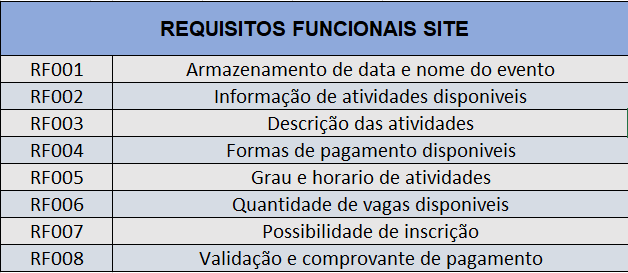 REQUISITOS FUNCIONAIS SITE
RF001 Armazenamento de data e nome do evento
RF002 Informação de atividades disponiveis
RF003 Descrição das atividades
RF004 Formas de pagamento disponiveis
RF005 Grau e horario de atividades
RF006 Quantidade de vagas disponiveis
RF007 Possibilidade de inscrição
RF008 Validação e comprovante de pagamento